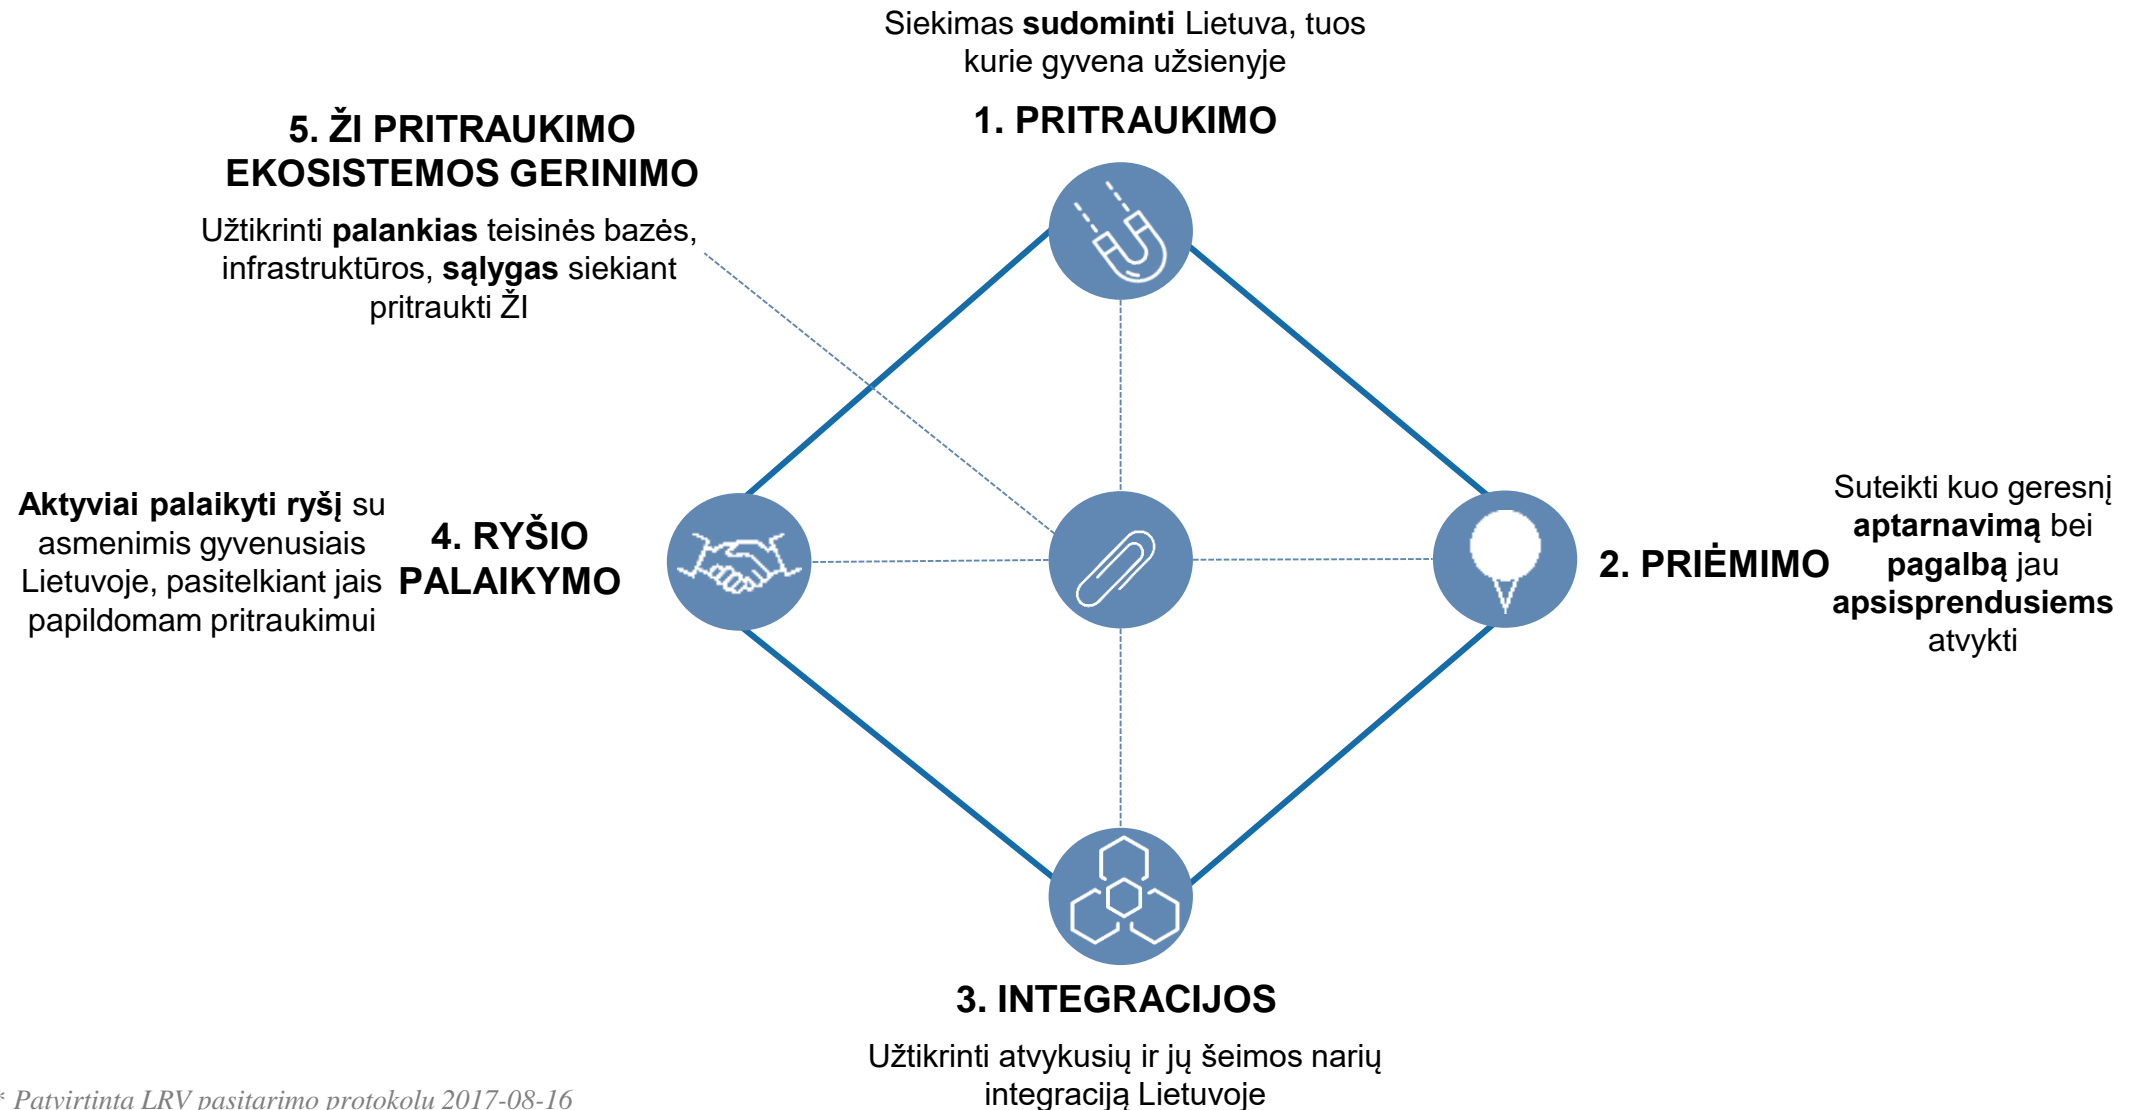 Siekimas sudominti Lietuva, tuos
kurie gyvena užsienyje
1. PRITRAUKIMO
5. ŽI PRITRAUKIMO
EKOSISTEMOS GERINIMO
Užtikrinti palankias teisinės bazės,
infrastruktūros, sąlygas siekiant
pritraukti ŽI
Aktyviai palaikyti ryšį su
asmenimis gyvenusiais
Lietuvoje, pasitelkiant jais
papildomam pritraukimui
4. RYŠIO
PALAIKYMO
2. PRIĖMIMO
Suteikti kuo geresnį
aptarnavimą bei
pagalbą jau
apsisprendusiems
atvykti
3. INTEGRACIJOS
Užtikrinti atvykusių ir jų šeimos narių
integraciją Lietuvoje
* Patvirtinta LRV pasitarimo protokolu 2017-08-16